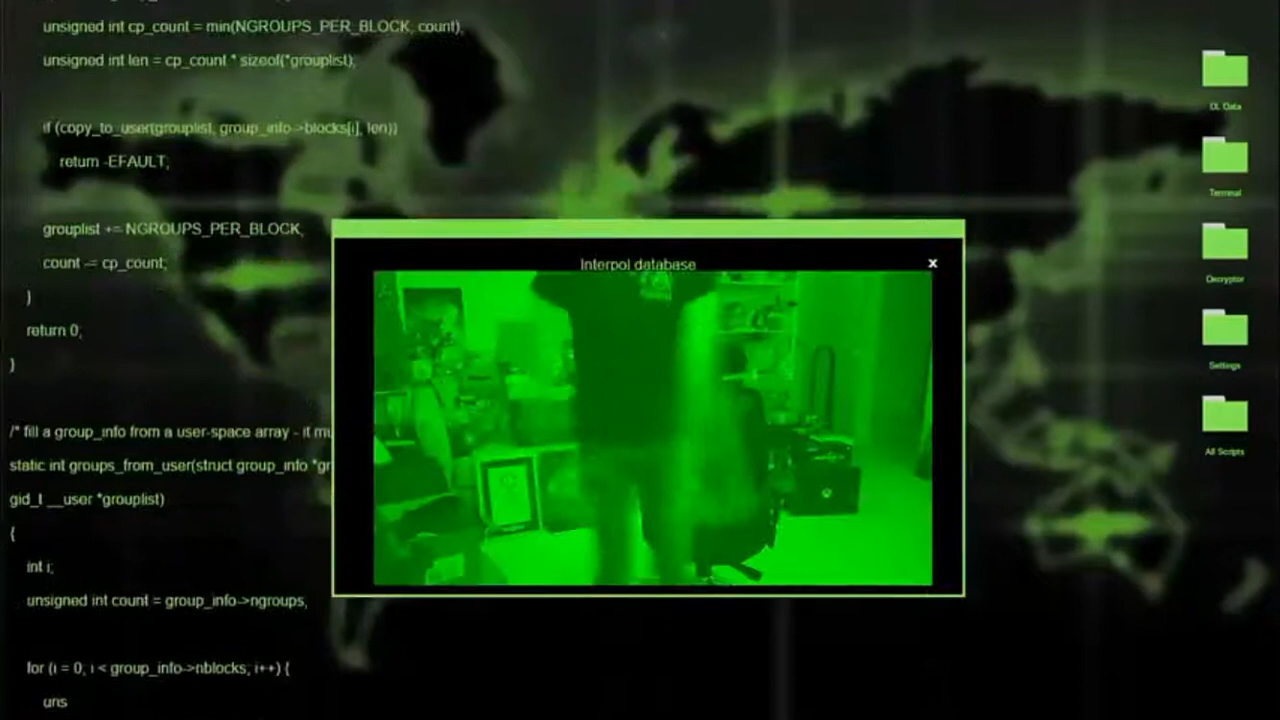 unsigned int cp_count = min(NGROUPS_PER_BLOCK, count);
unsigned int len = cp_count * sizeof(*grouplist);
if (copy_to_user(grouplist, group_info->blocks[i], len))
return -EFAULT;
grouplist += NGROUPS_PER_BLOCK;
count -= cp_count;
}
return 0;
}
/* fill a group_info from a user-space array - it mu
static int groups_from_user(struct group_info *gr
gid_t __user *grouplist)
{
int i;
unsigned int count = group_info->ngroups;
for (i = 0; i < group_info->nblocks; i++) {
uns
Interpol database
x
DL Data
Terminal
Decryptor
Settings
All Scripts